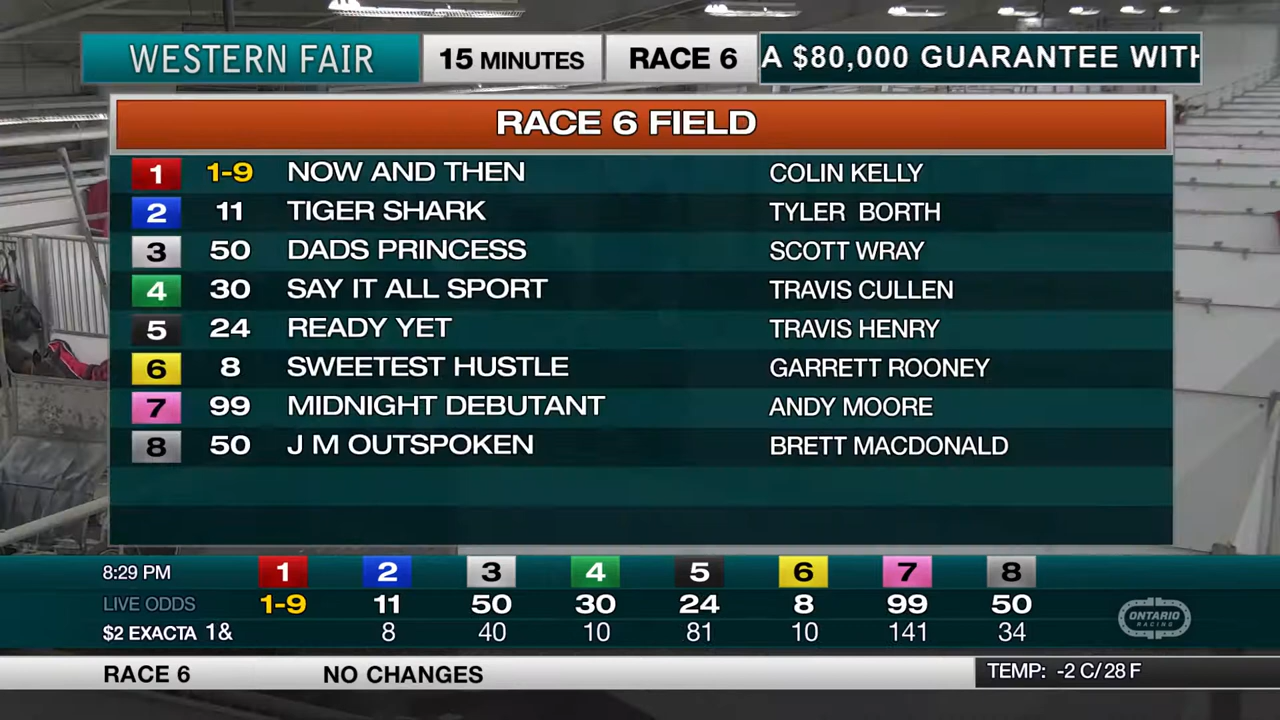 WESTERN FAIR 15 MINUTES RACE 6 A $80,000 GUARANTEE WITH
RACE 6 FIELD
1 1-9 NOW AND THEN COLIN KELLY
2 11 TIGER SHARK TYLER BORTH
3 50 DADS PRINCESS SCOTT WRAY
4 30 SAY IT ALL SPORT TRAVIS CULLEN
5 24 READY YET TRAVIS HENRY
6 8 SWEETEST HUSTLE GARRETT ROONEY
7 99 MIDNIGHT DEBUTANT ANDY MOORE
8 50 J M OUTSPOKEN BRETT MACDONALD
8:29 PM 1 2 3 4 5 6 7 8
LIVE ODDS 1-9 11 50 30 24 8 99 50
$2 EXACTA 1& 8 40 10 81 10 141 34
ONTARIO
RACING
RACE 6 NO CHANGES TEMP: -2 C/28 F